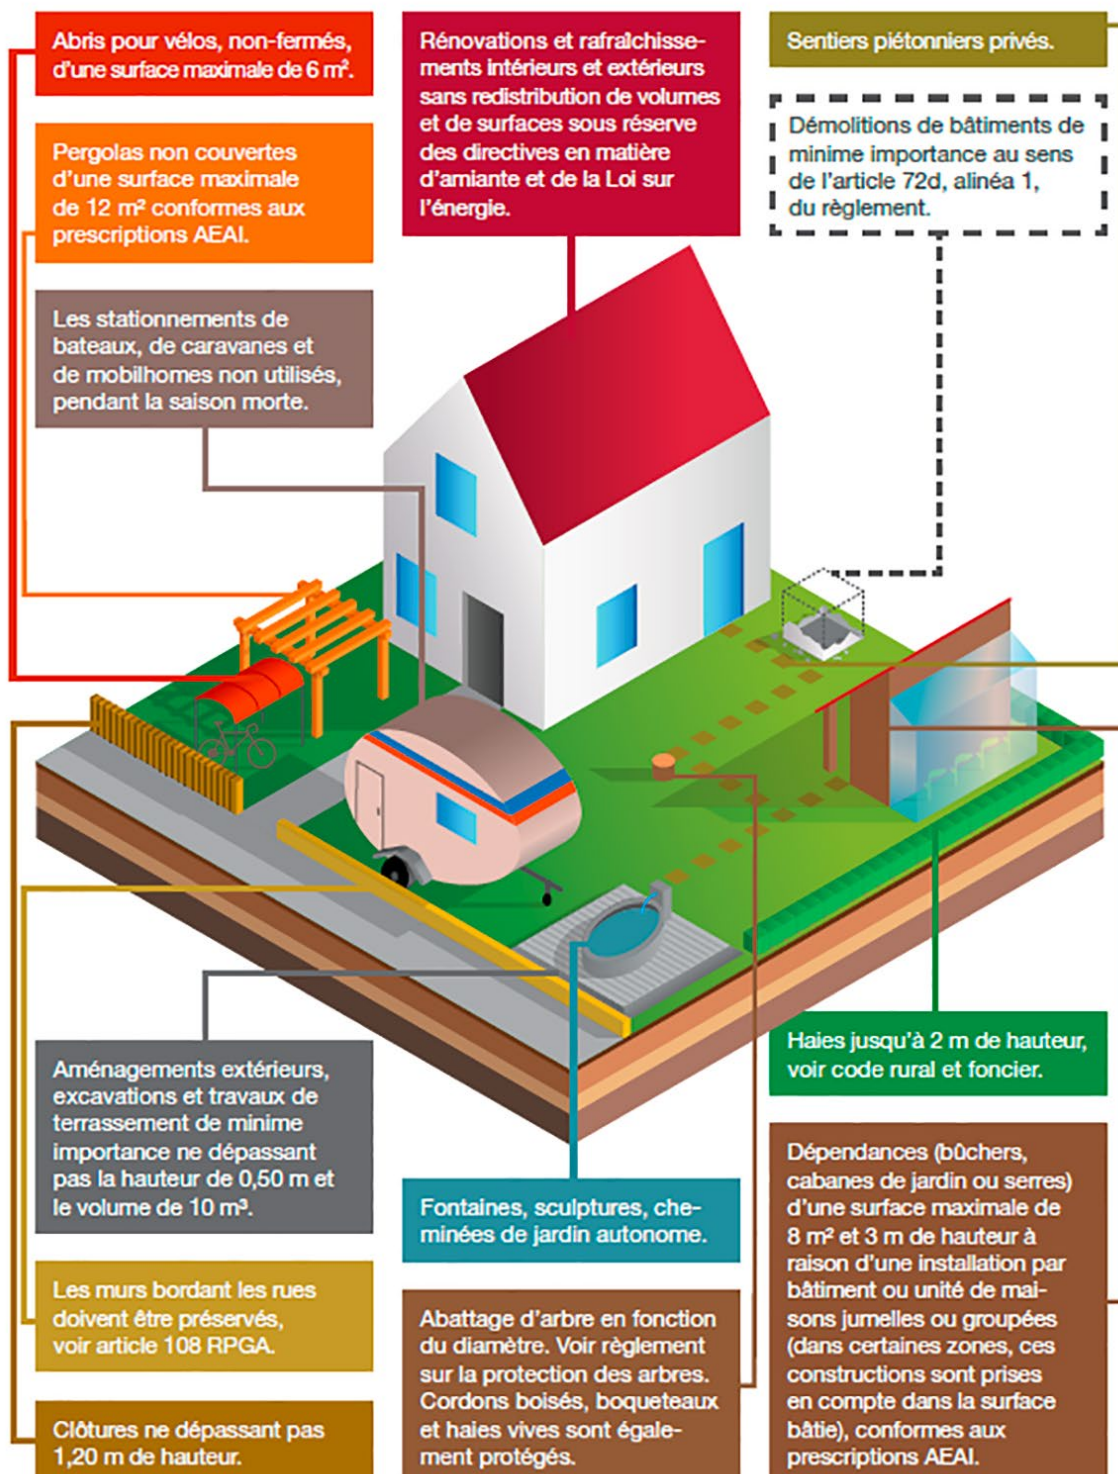 Abris pour vélos, non-fermés,
d'une surface maximale de 6 m².
Pergolas non couvertes
d'une surface maximale
de 12 m² conformes aux
prescriptions AEAI.
Les stationnements de
bateaux, de caravanes et
de mobilhomes non utilisés,
pendant la saison morte.
Rénovations et rafraîchisse-
ments intérieurs et extérieurs
sans redistribution de volumes
et de surfaces sous réserve
des directives en matière
d'amiante et de la Loi sur
l'énergie.
Sentiers piétonniers privés.
Démolitions de bâtiments de
minime importance au sens
de l'article 72d, alinéa 1,
du règlement.
Aménagements extérieurs,
excavations et travaux de
terrassement de minime
importance ne dépassant
pas la hauteur de 0,50 m et
le volume de 10 m³.
Les murs bordant les rues
doivent être préservés,
voir article 108 RPGA.
Clôtures ne dépassant pas
1,20 m de hauteur.
Fontaines, sculptures, che-
minées de jardin autonome.
Abattage d'arbre en fonction
du diamètre. Voir règlement
sur la protection des arbres.
Cordons boisés, boqueteaux
et haies vives sont égale-
ment protégés.
Haies jusqu'à 2 m de hauteur,
voir code rural et foncier.
Dépendances (bûchers,
cabanes de jardin ou serres)
d'une surface maximale de
8 m² et 3 m de hauteur à
raison d'une installation par
bâtiment ou unité de mai-
sons jumelles ou groupées
(dans certaines zones, ces
constructions sont prises
en compte dans la surface
bâtie), conformes aux
prescriptions AEAI.